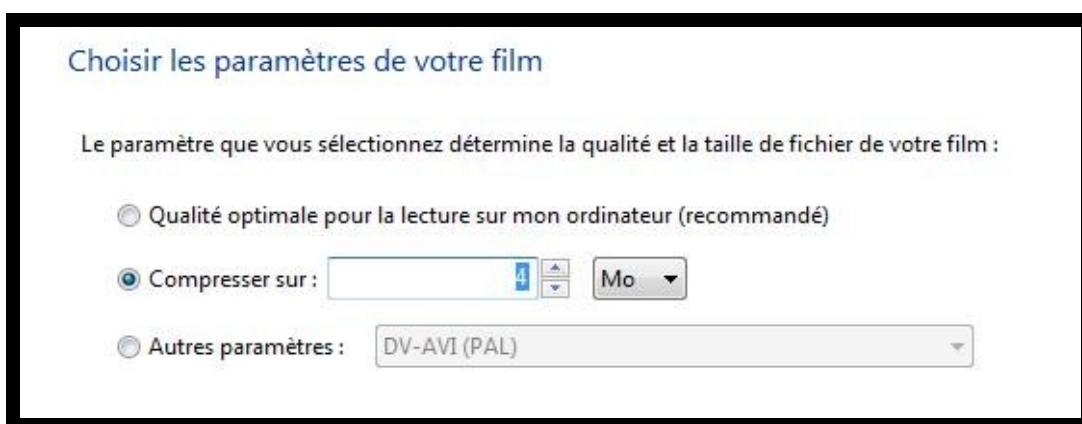 Choisir les paramètres de votre film
Le paramètre que vous sélectionnez détermine la qualité et la taille de fichier de votre film :
Qualité optimale pour la lecture sur mon ordinateur (recommandé)
Compresser sur : 4 Mo
Autres paramètres : DV-AVI (PAL)